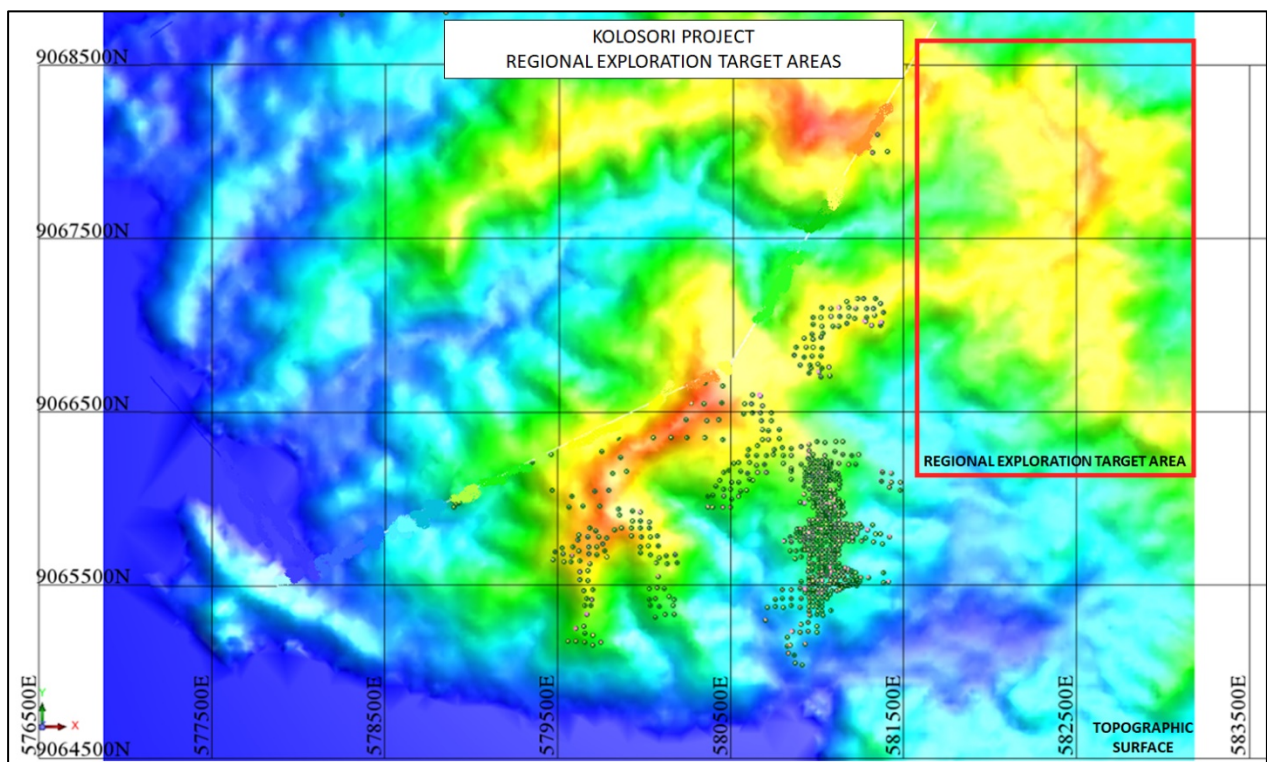 KOLOSORI PROJECT
REGIONAL EXPLORATION TARGET AREAS
9068500N
9067500N
9066500N
REGIONAL EXPLORATION TARGET AREA
9065500N
576500E
577500E
578500E
579500E
580500E
581500E
582500E
583500E
Y
X
TOPOGRAPHIC
SURFACE
9064500N